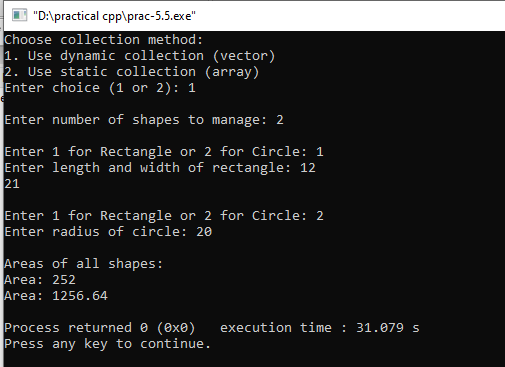 "D:\practical cpp\prac-5.5.exe"
Choose collection method:
1. Use dynamic collection (vector)
2. Use static collection (array)
Enter choice (1 or 2): 1
Enter number of shapes to manage: 2
Enter 1 for Rectangle or 2 for Circle: 1
Enter length and width of rectangle: 12
21
Enter 1 for Rectangle or 2 for Circle: 2
Enter radius of circle: 20
Areas of all shapes:
Area: 252
Area: 1256.64
Process returned 0 (0x0)   execution time : 31.079 s
Press any key to continue.